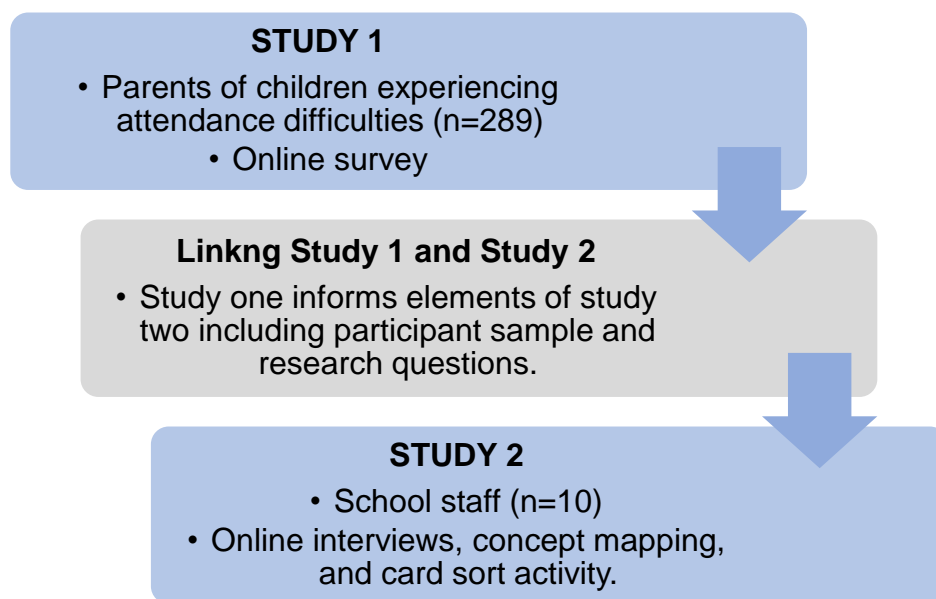 STUDY 1
• Parents of children experiencing
attendance difficulties (n=289)
• Online survey
Linkng Study 1 and Study 2
• Study one informs elements of study
two including participant sample and
research questions.
STUDY 2
• School staff (n=10)
• Online interviews, concept mapping,
and card sort activity.